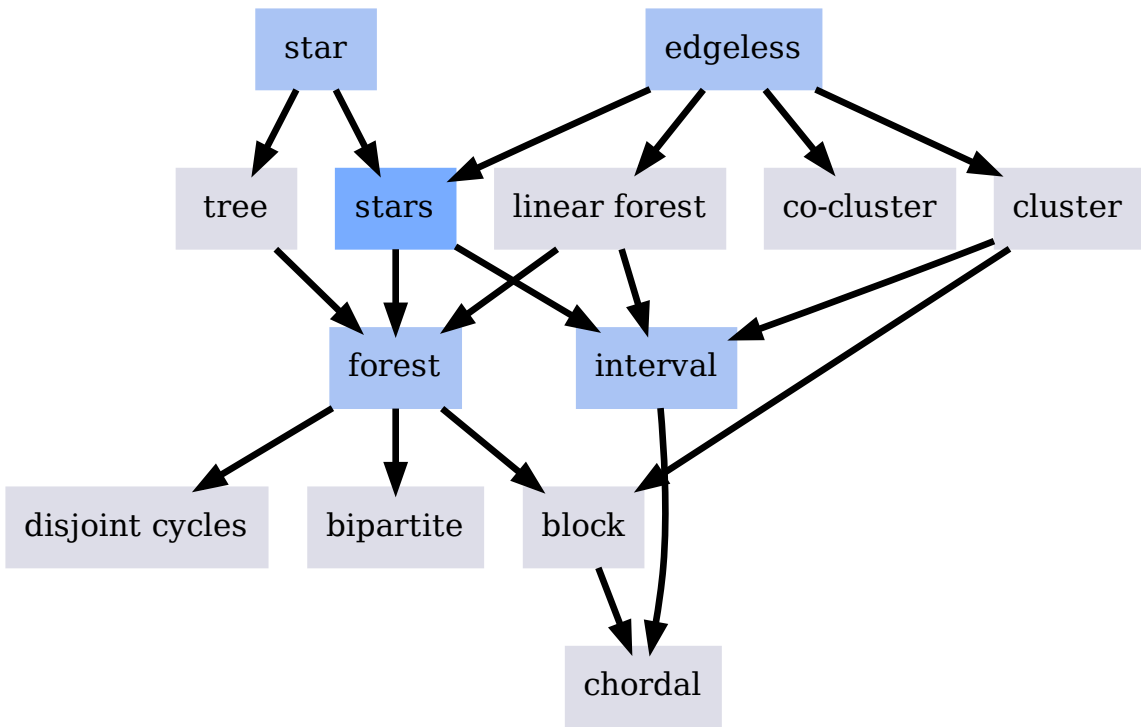 star
edgeless
tree
stars
linear forest
co-cluster
cluster
forest
interval
disjoint cycles
bipartite
block
chordal